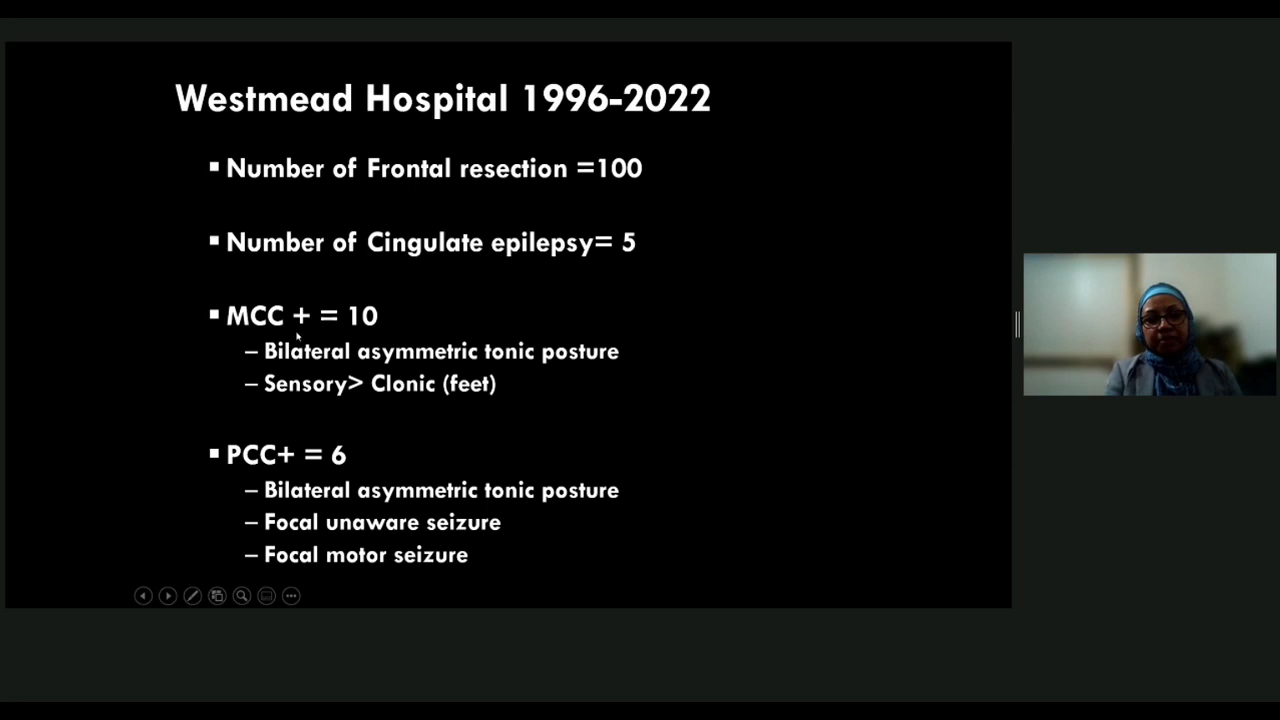 Westmead Hospital 1996-2022
▪ Number of Frontal resection =100
▪ Number of Cingulate epilepsy= 5
▪ MCC + = 10
– Bilateral asymmetric tonic posture
– Sensory> Clonic (feet)
▪ PCC+ = 6
– Bilateral asymmetric tonic posture
– Focal unaware seizure
– Focal motor seizure